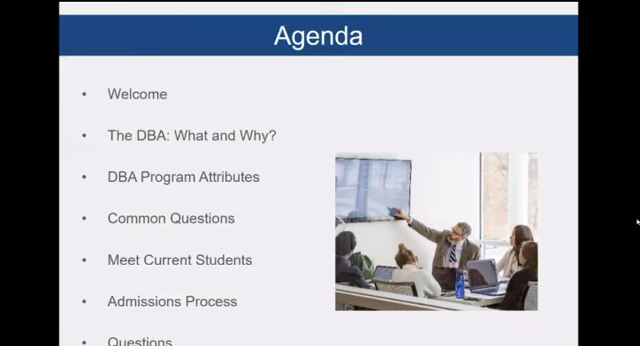 Agenda
• Welcome
• The DBA: What and Why?
• DBA Program Attributes
• Common Questions
• Meet Current Students
• Admissions Process
• Questions